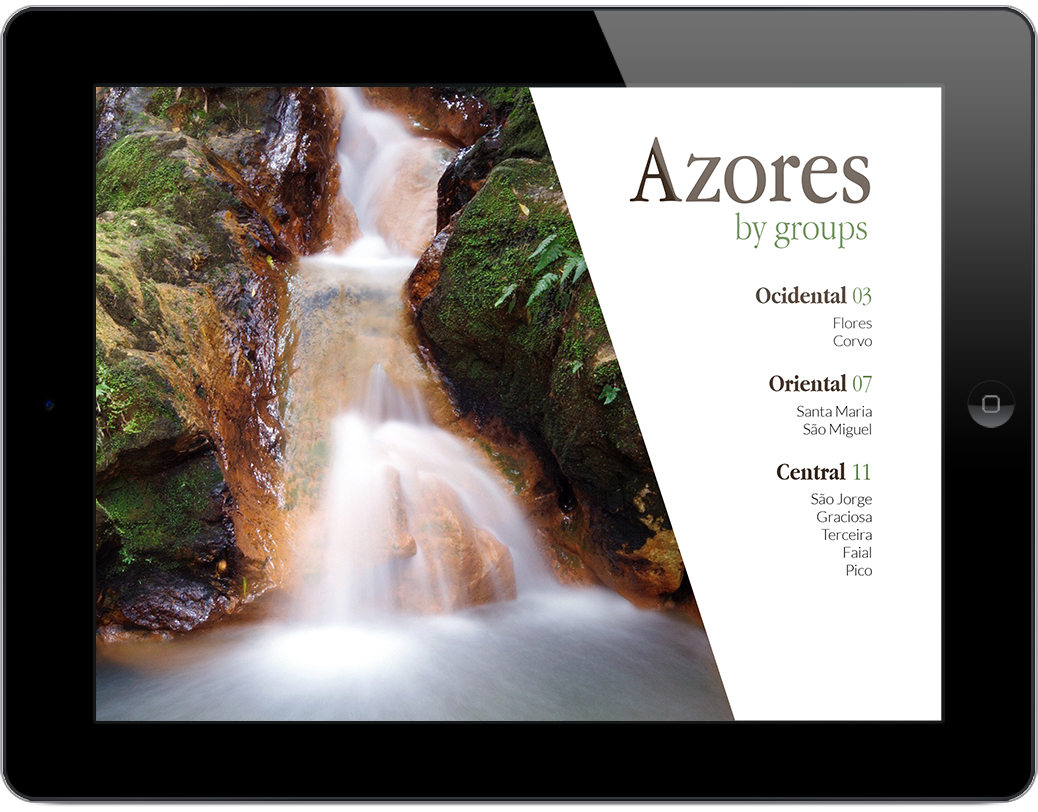 Azores
by groups
Ocidental 03
Flores
Corvo
Oriental 07
Santa Maria
São Miguel
Central 11
São Jorge
Graciosa
Terceira
Faial
Pico